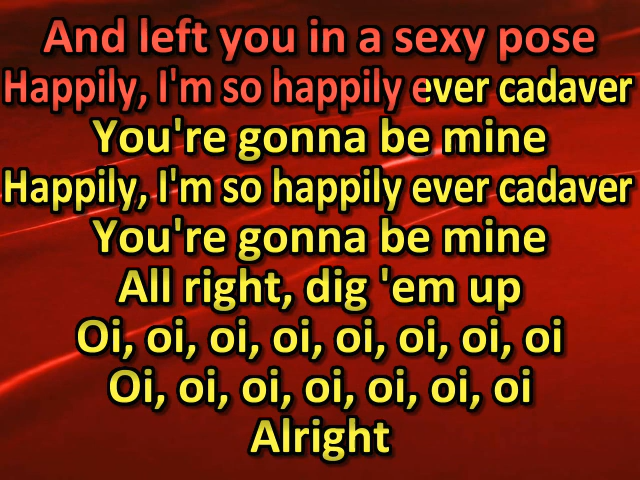 And left you in a sexy pose
Happily, I'm so happily ever cadaver
You're gonna be mine
Happily, I'm so happily ever cadaver
You're gonna be mine
All right, dig 'em up
Oi, oi, oi, oi, oi, oi, oi, oi
Oi, oi, oi, oi, oi, oi, oi
Alright